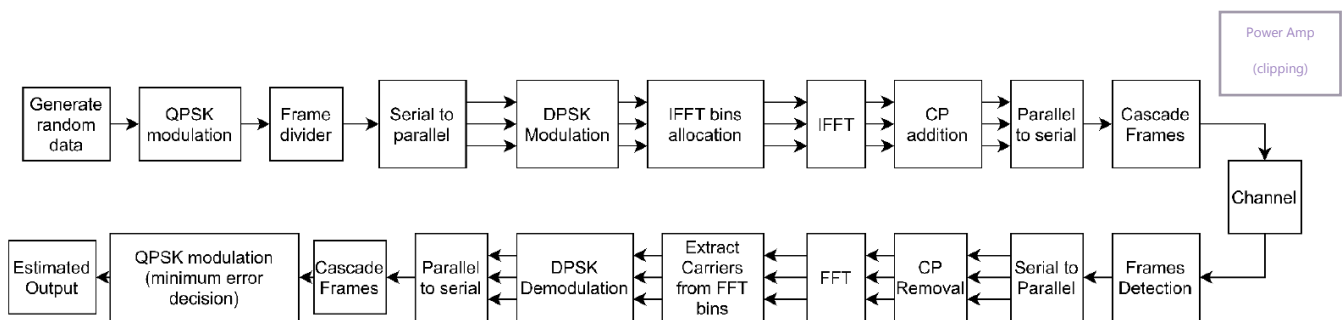 Power Amp
(clipping)
Generate
random
data
QPSK
modulation
Frame
divider
Serial to
parallel
DPSK
Modulation
IFFT bins
allocation
IFFT
CP
addition
Parallel
to serial
Cascade
Frames
Channel
Estimated
Output
QPSK modulation
(minimum error
decision)
Cascade
Frames
Parallel
to serial
DPSK
Demodulation
Extract
Carriers
from FFT
bins
FFT
CP
Removal
Serial to
Parallel
Frames
Detection